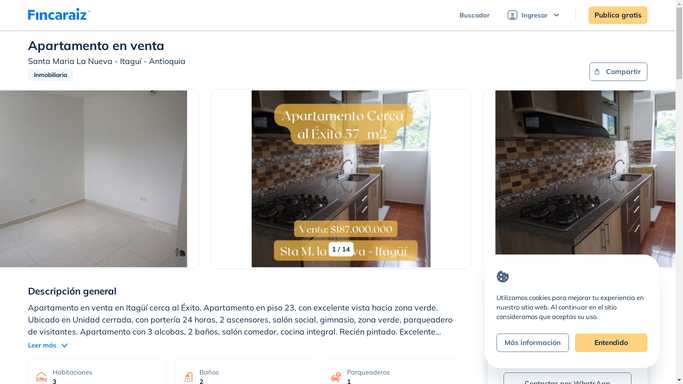 Fincaraiz
Buscador
Ingresar
Publica gratis
Apartamento en venta
Santa Maria La Nueva - Itaguí - Antioquia
Inmobiliaria
Compartir
Apartamento Cerca
al Éxito 57 m2
Venta: $187.000.000
Sta M. la Nueva - Itagüí
1 / 14
Descripción general
Apartamento en venta en Itagüí cerca al Éxito. Apartamento en piso 23, con excelente vista hacia zona verde.
Ubicado en Unidad cerrada, con portería 24 horas, 2 ascensores, salón social, gimnasio, zona verde, parqueadero
de visitantes. Apartamento con 3 alcobas, 2 baños, salón comedor, cocina integral. Recién pintado. Excelente...
Leer más
Habitaciones
3
Baños
2
Parqueaderos
1
Utilizamos cookies para mejorar tu experiencia en
nuestro sitio web. Al continuar en el sitio
consideramos que aceptas su uso.
Más información
Entendido
Contactar por WhatsApp